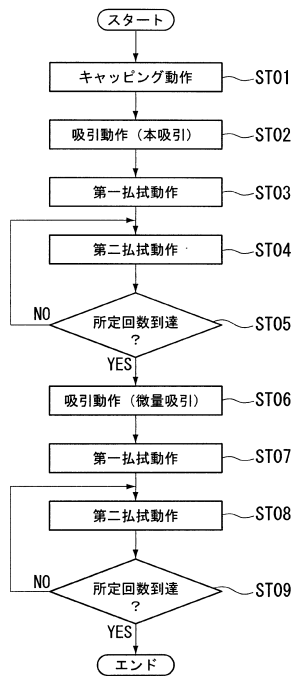 スタート
キャッピング動作
ST01
吸引動作（本吸引）
ST02
第一払拭動作
ST03
第二払拭動作
ST04
所定回数到達
?
ST05
NO
YES
吸引動作（微量吸引）
ST06
第一払拭動作
ST07
第二払拭動作
ST08
所定回数到達
?
ST09
NO
YES
エンド